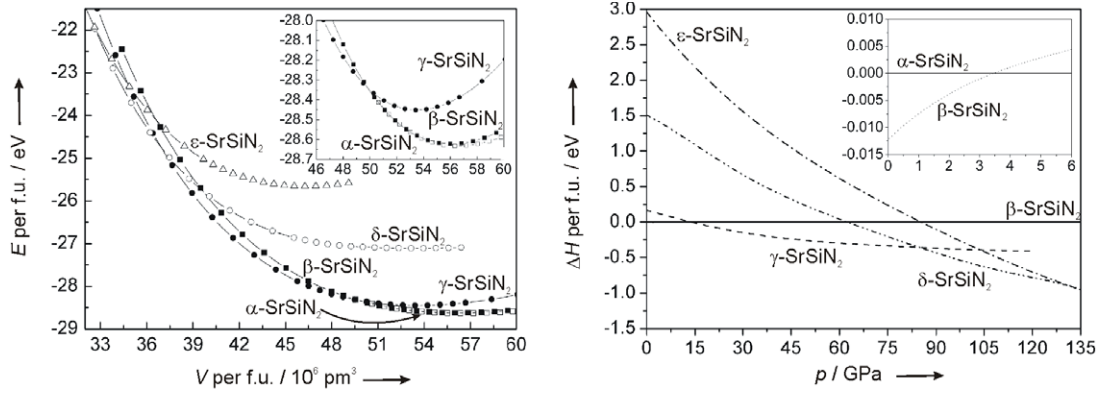 -22
-23
-24
-25
-26
-27
-28
-29
E per f.u. / eV
33 36 39 42 45 48 51 54 57 60
V per f.u. / 10⁶ pm³
ε-SrSiN₂
δ-SrSiN₂
β-SrSiN₂
γ-SrSiN₂
α-SrSiN₂
-28.0
-28.1
-28.2
-28.3
-28.4
-28.5
-28.6
-28.7
46 48 50 52 54 56 58 60
γ-SrSiN₂
β-SrSiN₂
α-SrSiN₂
3.0
2.5
2.0
1.5
1.0
0.5
0.0
-0.5
-1.0
-1.5
ΔH per f.u. / eV
0 15 30 45 60 75 90 105 120 135
p / GPa
ε-SrSiN₂
β-SrSiN₂
γ-SrSiN₂
δ-SrSiN₂
0.010
0.005
0.000
-0.005
-0.010
-0.015
0 1 2 3 4 5 6
α-SrSiN₂
β-SrSiN₂